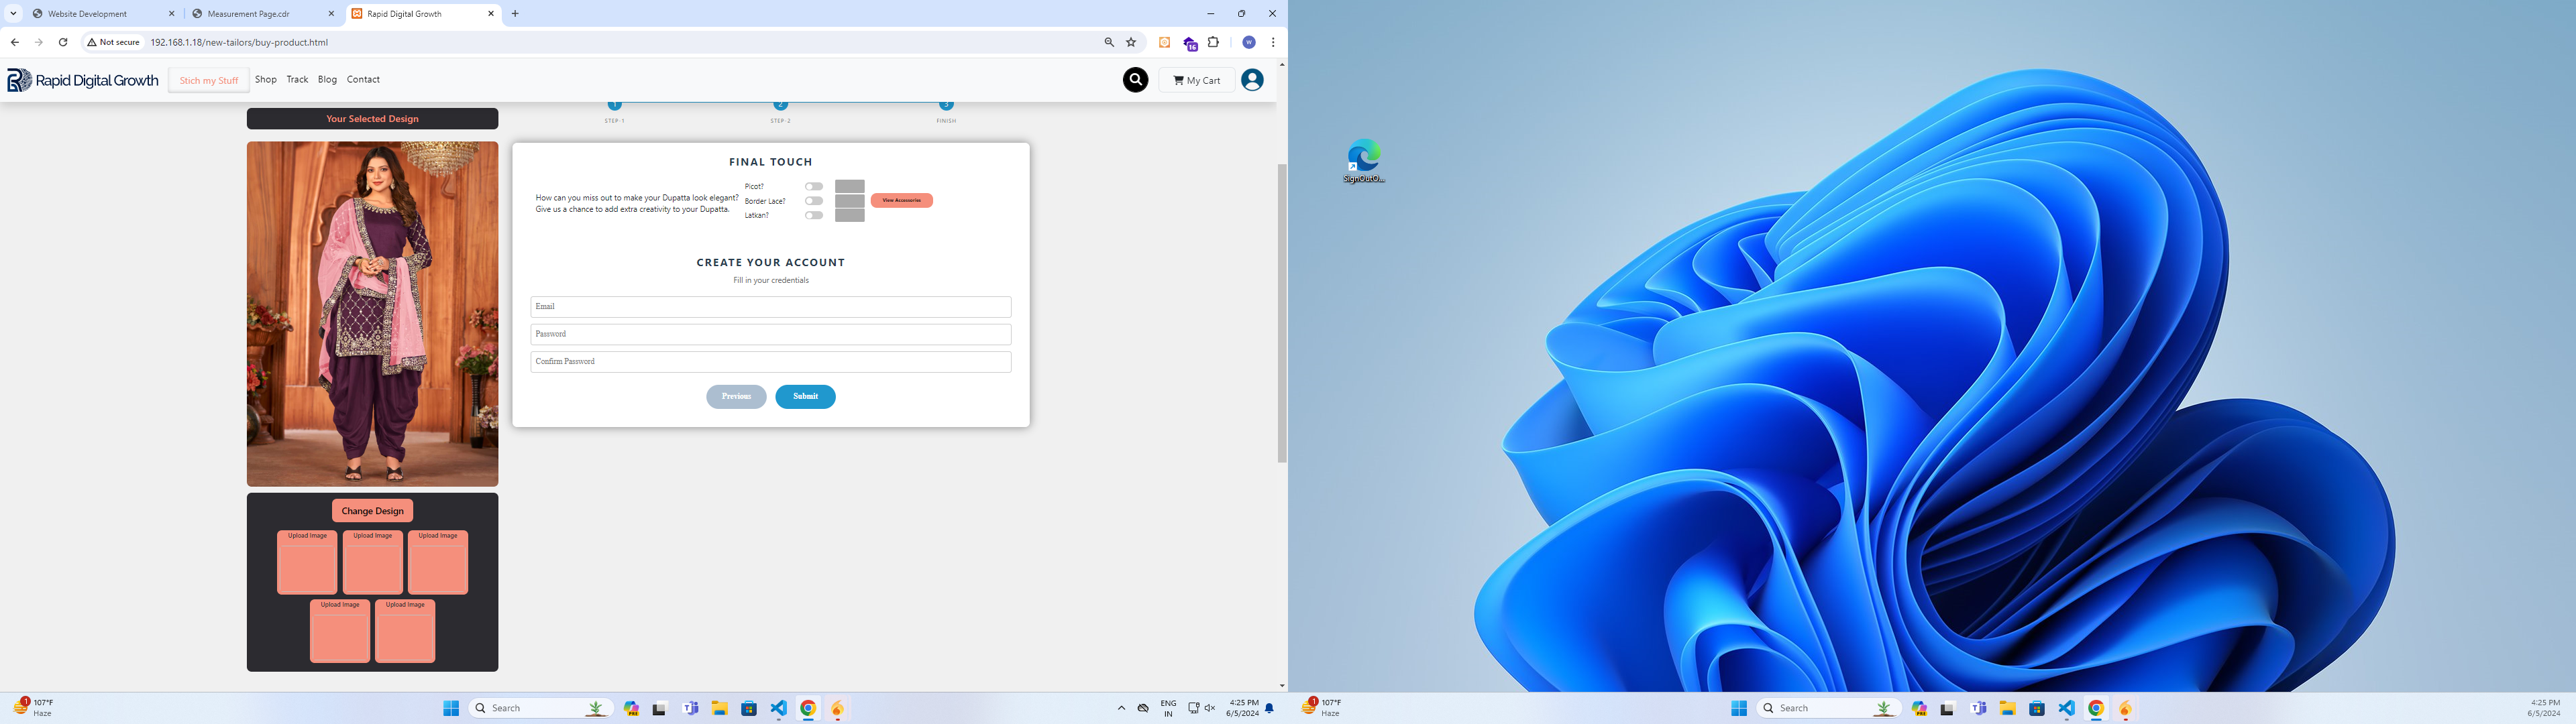 Website Development
Measurement Page.cdr
Rapid Digital Growth
Not secure
192.168.1.18/new-tailors/buy-product.html
16
W
Rapid Digital Growth
Stich my Stuff
Shop
Track
Blog
Contact
My Cart
Your Selected Design
1
2
3
STEP-1
STEP-2
FINISH
FINAL TOUCH
How can you miss out to make your Dupatta look elegant?
Give us a chance to add extra creativity to your Dupatta.
Picot?
Border Lace?
Latkan?
View Accessories
CREATE YOUR ACCOUNT
Fill in your credentials
Email
Password
Confirm Password
Previous
Submit
Change Design
Upload Image
Upload Image
Upload Image
Upload Image
Upload Image
SignOutO...
1
107°F
Haze
Search
PRE
ENG
IN
4:25 PM
6/5/2024
1
107°F
Haze
Search
PRE
4:25 PM
6/5/2024